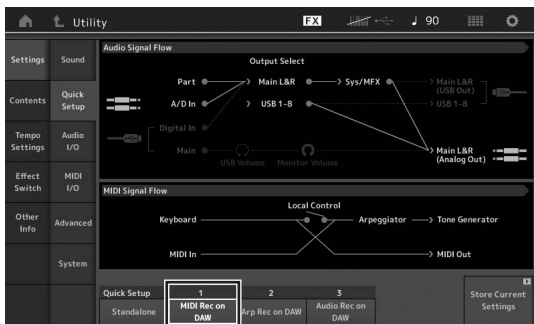 Utility
FX
90
Settings
Sound
Contents
Quick
Setup
Tempo
Settings
Audio
I/O
Effect
Switch
MIDI
I/O
Other
Info
Advanced
System
Audio Signal Flow
Output Select
Part
Main L&R
Sys/MFX
Main L&R
(USB Out)
A/D In
USB 1-8
USB 1-8
Digital In
Main
USB Volume
Monitor Volume
Main L&R
(Analog Out)
MIDI Signal Flow
Local Control
Keyboard
Arpeggiator
Tone Generator
MIDI In
MIDI Out
Quick Setup
1
2
3
Standalone
MIDI Rec on
DAW
Arp Rec on DAW
Audio Rec on
DAW
Store Current
Settings